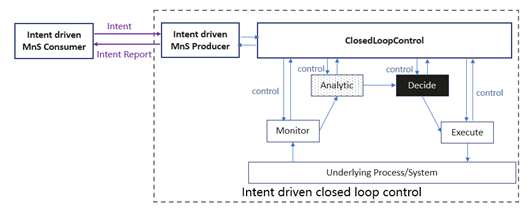 Intent driven
MnS Consumer
Intent
Intent Report
Intent driven
MnS Producer
ClosedLoopControl
control
control
control
control
Analytic
Decide
Monitor
Execute
Underlying Process/System
Intent driven closed loop control